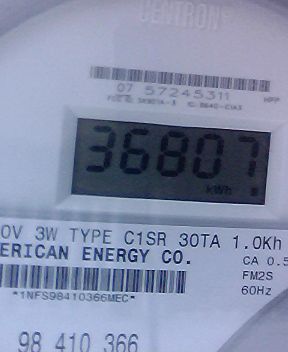 CENTRON
07 57245311
36807
kWh
0V 3W TYPE C1SR 30TA 1.0Kh
ERICAN ENERGY CO.
CA 0.5
FM2S
*1NFS98410366MEC*
60Hz
98 410 366